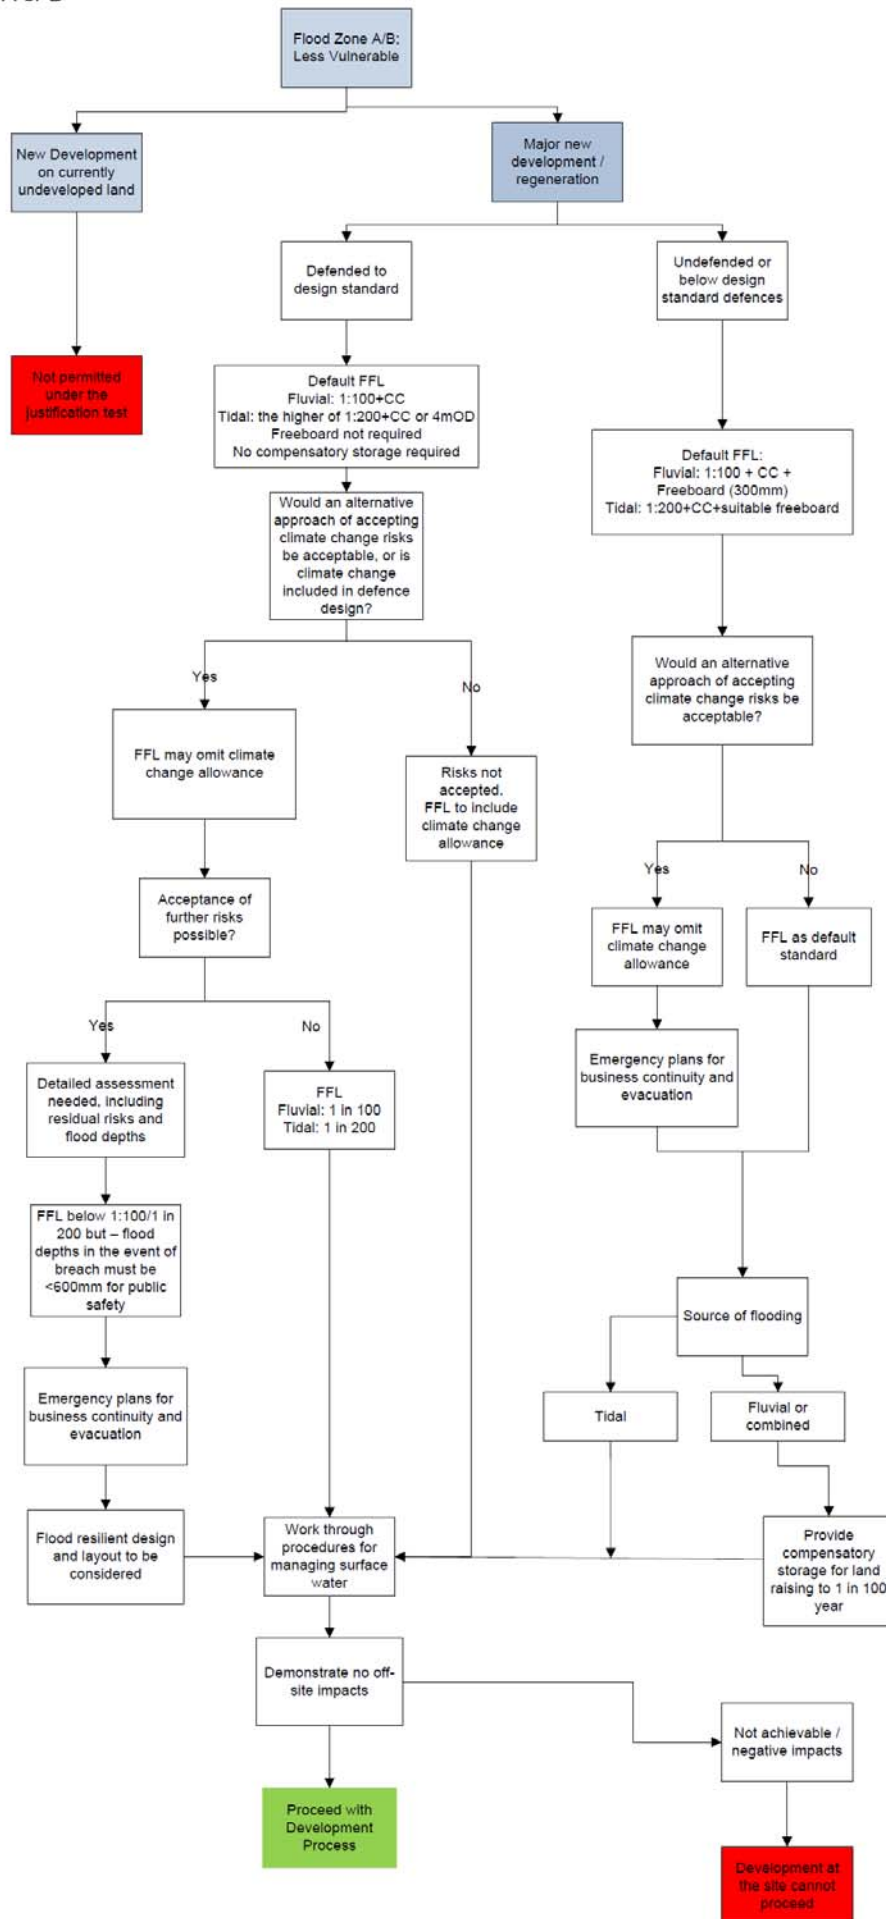 Flood Zone A/B:
Less Vulnerable
New Development
on currently
undeveloped land
Major new
development /
regeneration
Defended to
design standard
Undefended or
below design
standard defences
Not permitted
under the
justification test
Default FFL
Fluvial: 1:100+CC
Tidal: the higher of 1:200+CC or 4mOD
Freeboard not required
No compensatory storage required
Default FFL:
Fluvial: 1:100 + CC +
Freeboard (300mm)
Tidal: 1:200+CC+suitable freeboard
Would an alternative
approach of accepting
climate change risks
be acceptable, or is
climate change
included in defence
design?
Would an alternative
approach of accepting
climate change risks be
acceptable?
Yes
No
FFL may omit climate
change allowance
Risks not
accepted.
FFL to include
climate change
allowance
Yes
No
Acceptance of
further risks
possible?
FFL may omit
climate change
allowance
FFL as default
standard
Yes
No
Emergency plans for
business continuity and
evacuation
Detailed assessment
needed, including
residual risks and
flood depths
FFL
Fluvial: 1 in 100
Tidal: 1 in 200
FFL below 1:100/1 in
200 but – flood
depths in the event of
breach must be
<600mm for public
safety
Source of flooding
Emergency plans for
business continuity and
evacuation
Tidal
Fluvial or
combined
Flood resilient design
and layout to be
considered
Work through
procedures for
managing surface
water
Provide
compensatory
storage for land
raising to 1 in 100
year
Demonstrate no off-
site impacts
Not achievable /
negative impacts
Proceed with
Development
Process
Development at
the site cannot
proceed